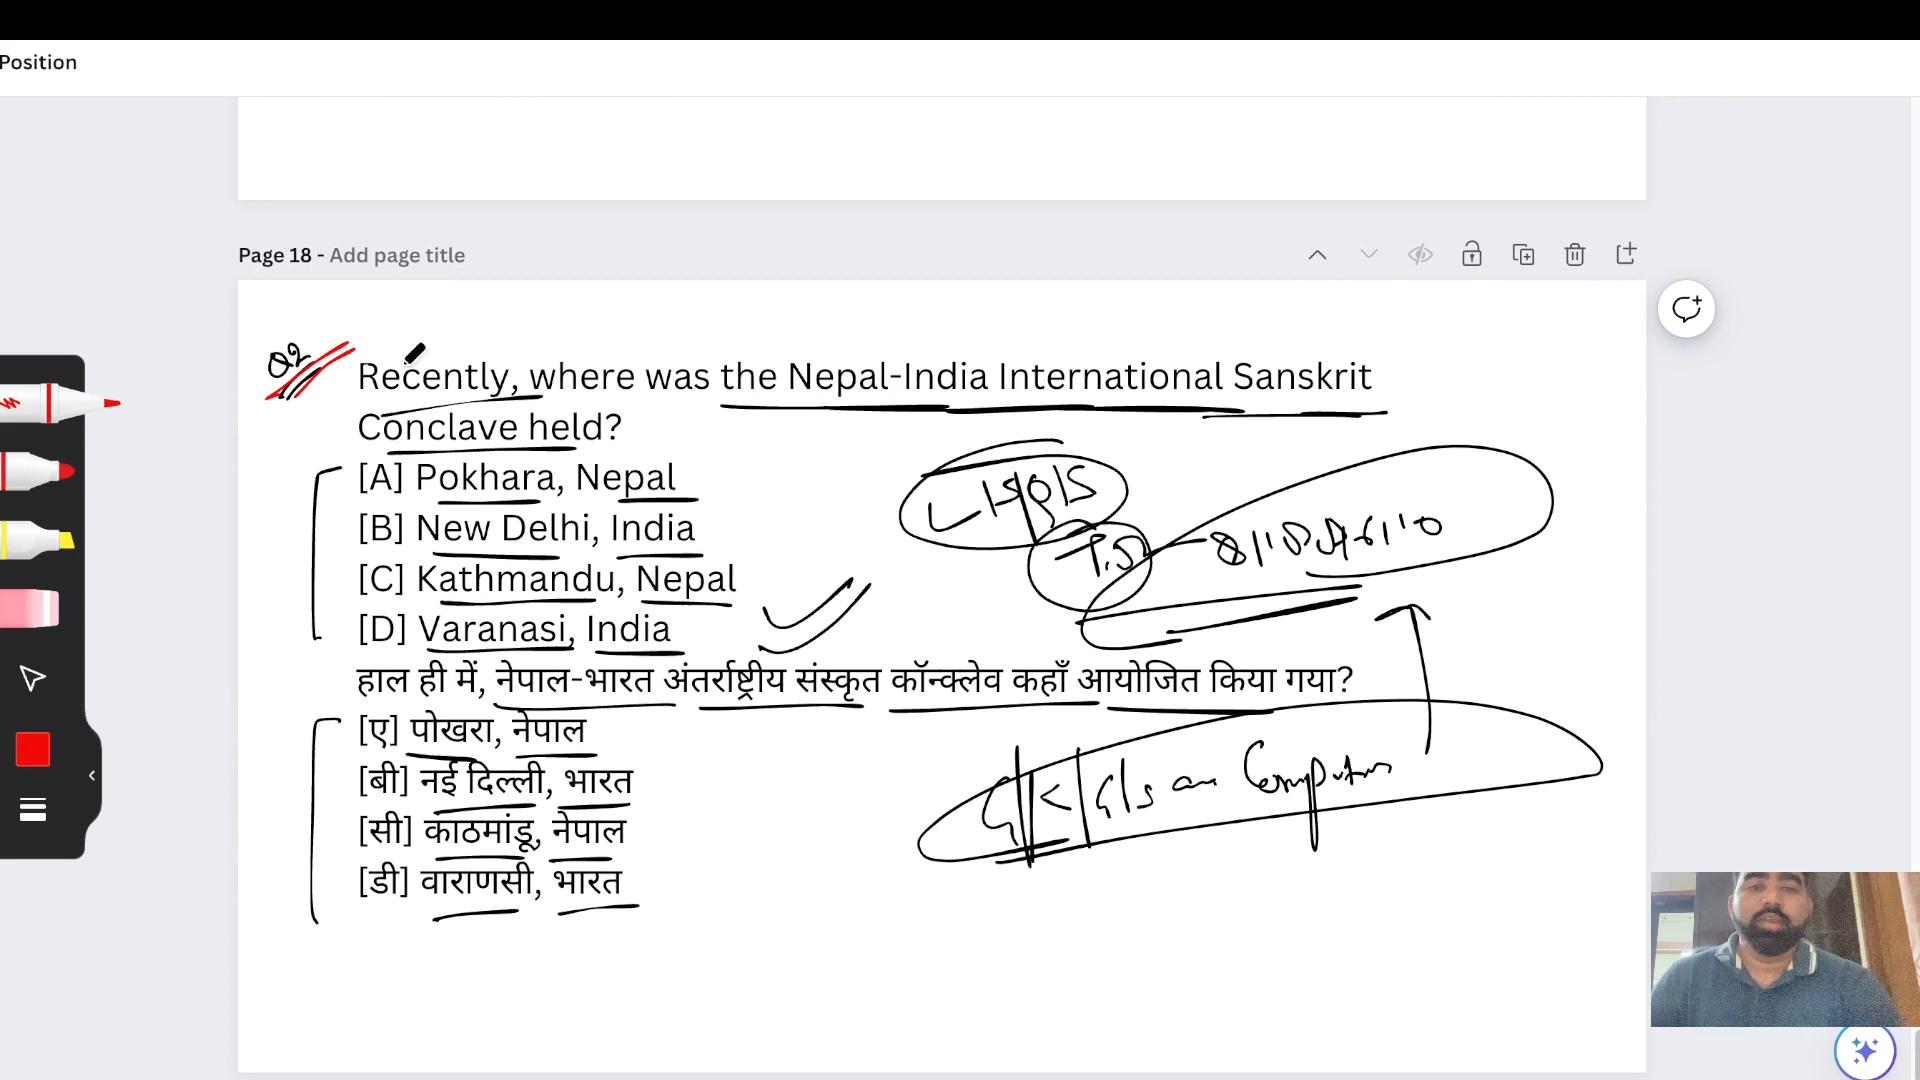 Position
Page 18 - Add page title
Q2
Recently, where was the Nepal-India International Sanskrit
Conclave held?
[A] Pokhara, Nepal
[B] New Delhi, India
[C] Kathmandu, Nepal
[D] Varanasi, India
हाल ही में, नेपाल-भारत अंतर्राष्ट्रीय संस्कृत कॉन्क्लेव कहाँ आयोजित किया गया?
[ए] पोखरा, नेपाल
[बी] नई दिल्ली, भारत
[सी] काठमांडू, नेपाल
[डी] वाराणसी, भारत
Computer